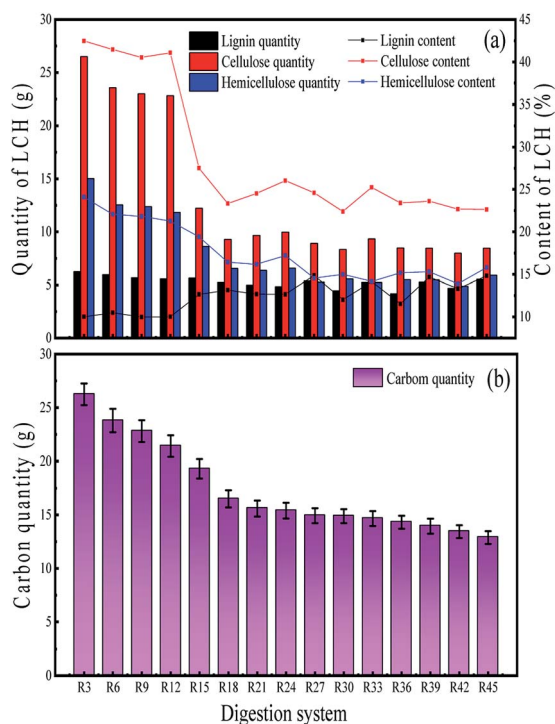 30
25
20
15
10
5
0
Quantity of LCH (g)
Lignin quantity
Cellulose quantity
Hemicellulose quantity
Lignin content
Cellulose content
Hemicellulose content
(a)
45
40
35
30
25
20
15
10
Content of LCH (%)
30
25
20
15
10
5
0
Carbon quantity (g)
Carbom quantity
(b)
R3 R6 R9 R12 R15 R18 R21 R24 R27 R30 R33 R36 R39 R42 R45
Digestion system